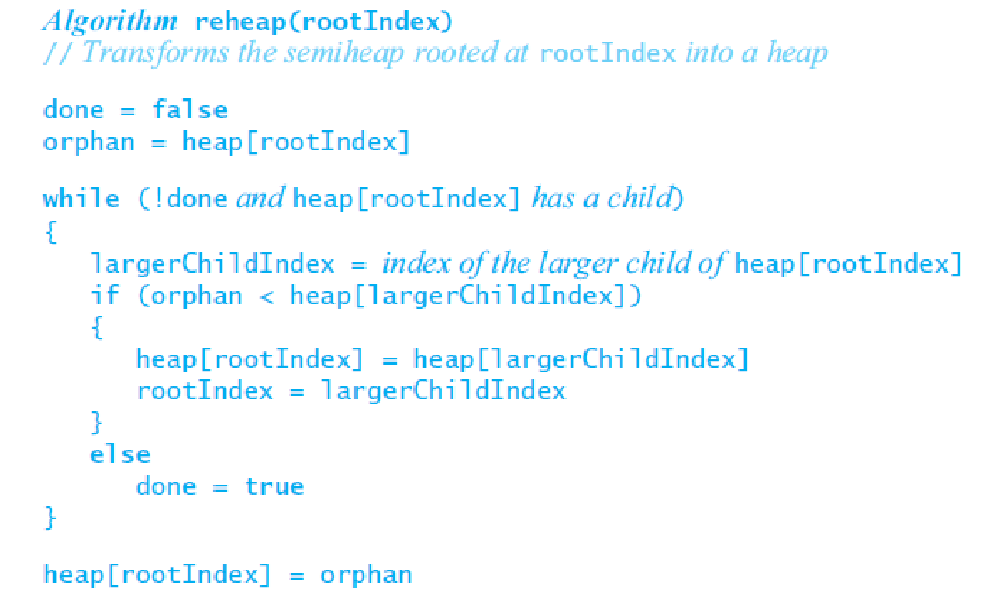 Algorithm reheap(rootIndex)
// Transforms the semiheap rooted at rootIndex into a heap
done = false
orphan = heap[rootIndex]
while (!done and heap[rootIndex] has a child)
{
largerChildIndex = index of the larger child of heap[rootIndex]
if (orphan < heap[largerChildIndex])
{
heap[rootIndex] = heap[largerChildIndex]
rootIndex = largerChildIndex
}
else
done = true
}
heap[rootIndex] = orphan